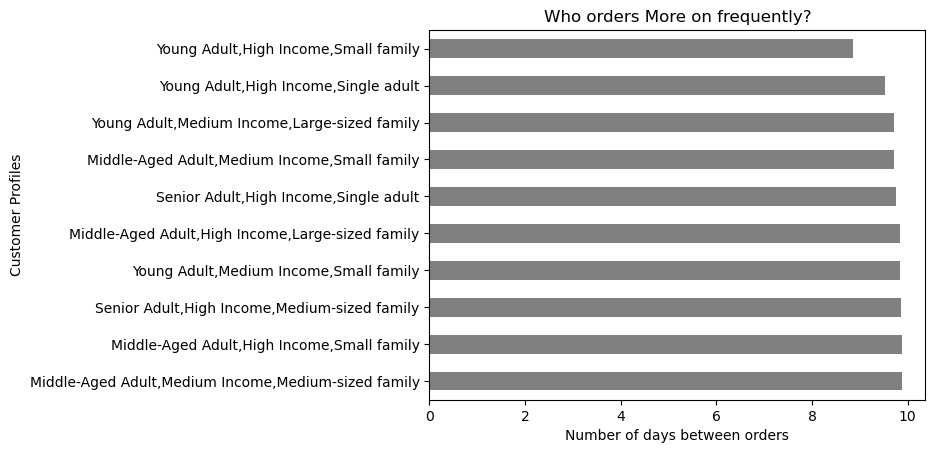 Who orders More on frequently?
Customer Profiles
Young Adult,High Income,Small family
Young Adult,High Income,Single adult
Young Adult,Medium Income,Large-sized family
Middle-Aged Adult,Medium Income,Small family
Senior Adult,High Income,Single adult
Middle-Aged Adult,High Income,Large-sized family
Young Adult,Medium Income,Small family
Senior Adult,High Income,Medium-sized family
Middle-Aged Adult,High Income,Small family
Middle-Aged Adult,Medium Income,Medium-sized family
0 2 4 6 8 10
Number of days between orders